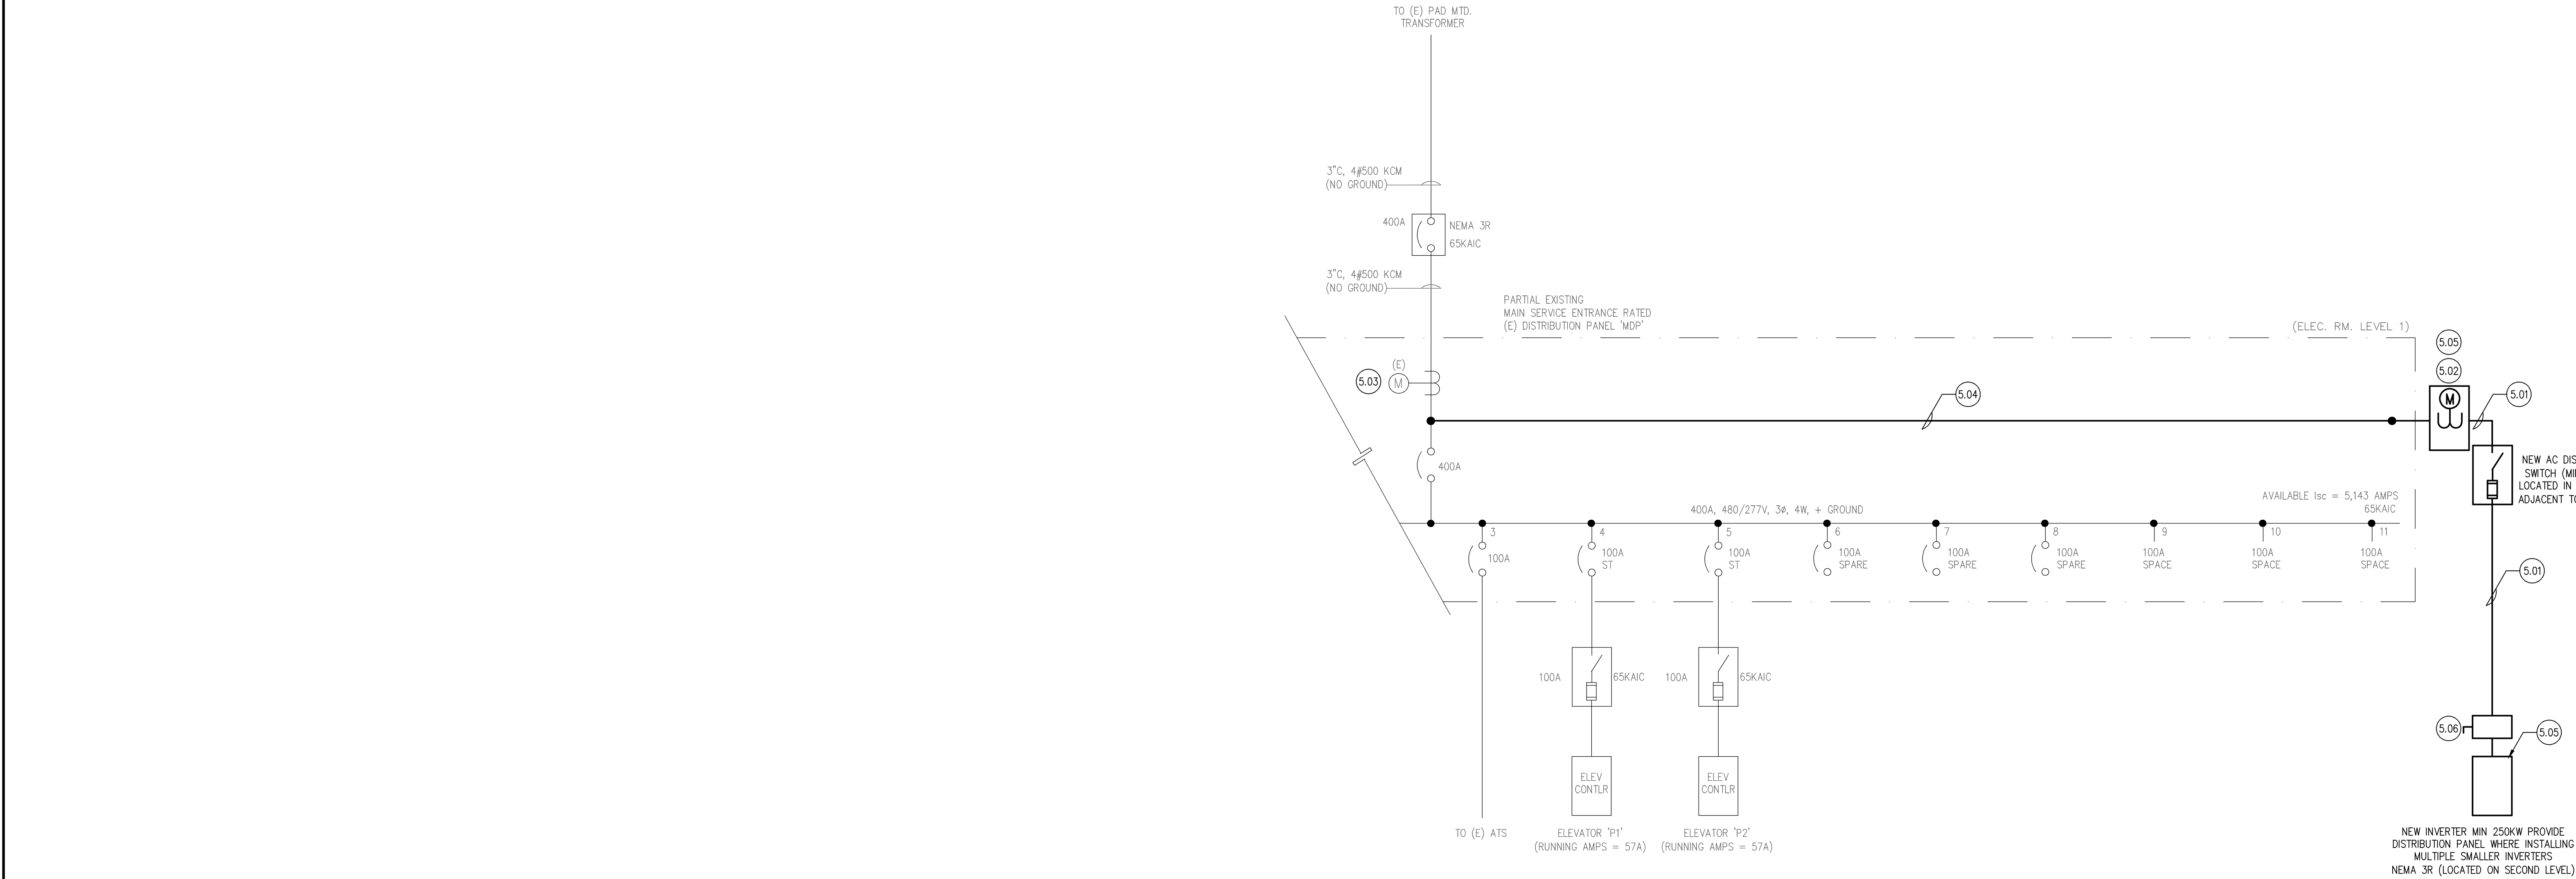 TO (E) PAD MTD.
TRANSFORMER
3"C, 4#500 KCM
(NO GROUND)
400A
NEMA 3R
65KAIC
3"C, 4#500 KCM
(NO GROUND)
PARTIAL EXISTING
MAIN SERVICE ENTRANCE RATED
(E) DISTRIBUTION PANEL 'MDP'
(ELEC. RM. LEVEL 1)
5.05
5.02
(E)
5.03
M
5.04
M
5.01
400A
NEW AC
SWITCH
LOCATED IN
ADJACENT
AVAILABLE Isc = 5,143 AMPS
65KAIC
400A, 480/277V, 3ø, 4W, + GROUND
3
100A
4
100A
ST
5
100A
ST
6
100A
SPARE
7
100A
SPARE
8
100A
SPARE
9
100A
SPACE
10
100A
SPACE
11
100A
SPACE
5.01
100A
65KAIC
100A
65KAIC
5.06
5.05
ELEV
CONTLR
ELEV
CONTLR
TO (E) ATS
ELEVATOR 'P1'
(RUNNING AMPS = 57A)
ELEVATOR 'P2'
(RUNNING AMPS = 57A)
NEW INVERTER MIN 250KW PROVIDE
DISTRIBUTION PANEL WHERE INSTALLING
MULTIPLE SMALLER INVERTERS
NEMA 3R (LOCATED ON SECOND LEVEL)